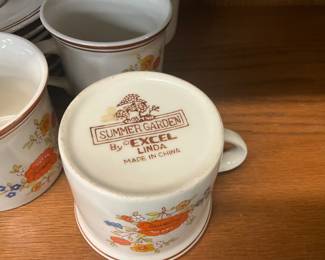 SUMMER GARDEN
By EXCEL
LINDA
MADE IN CHINA